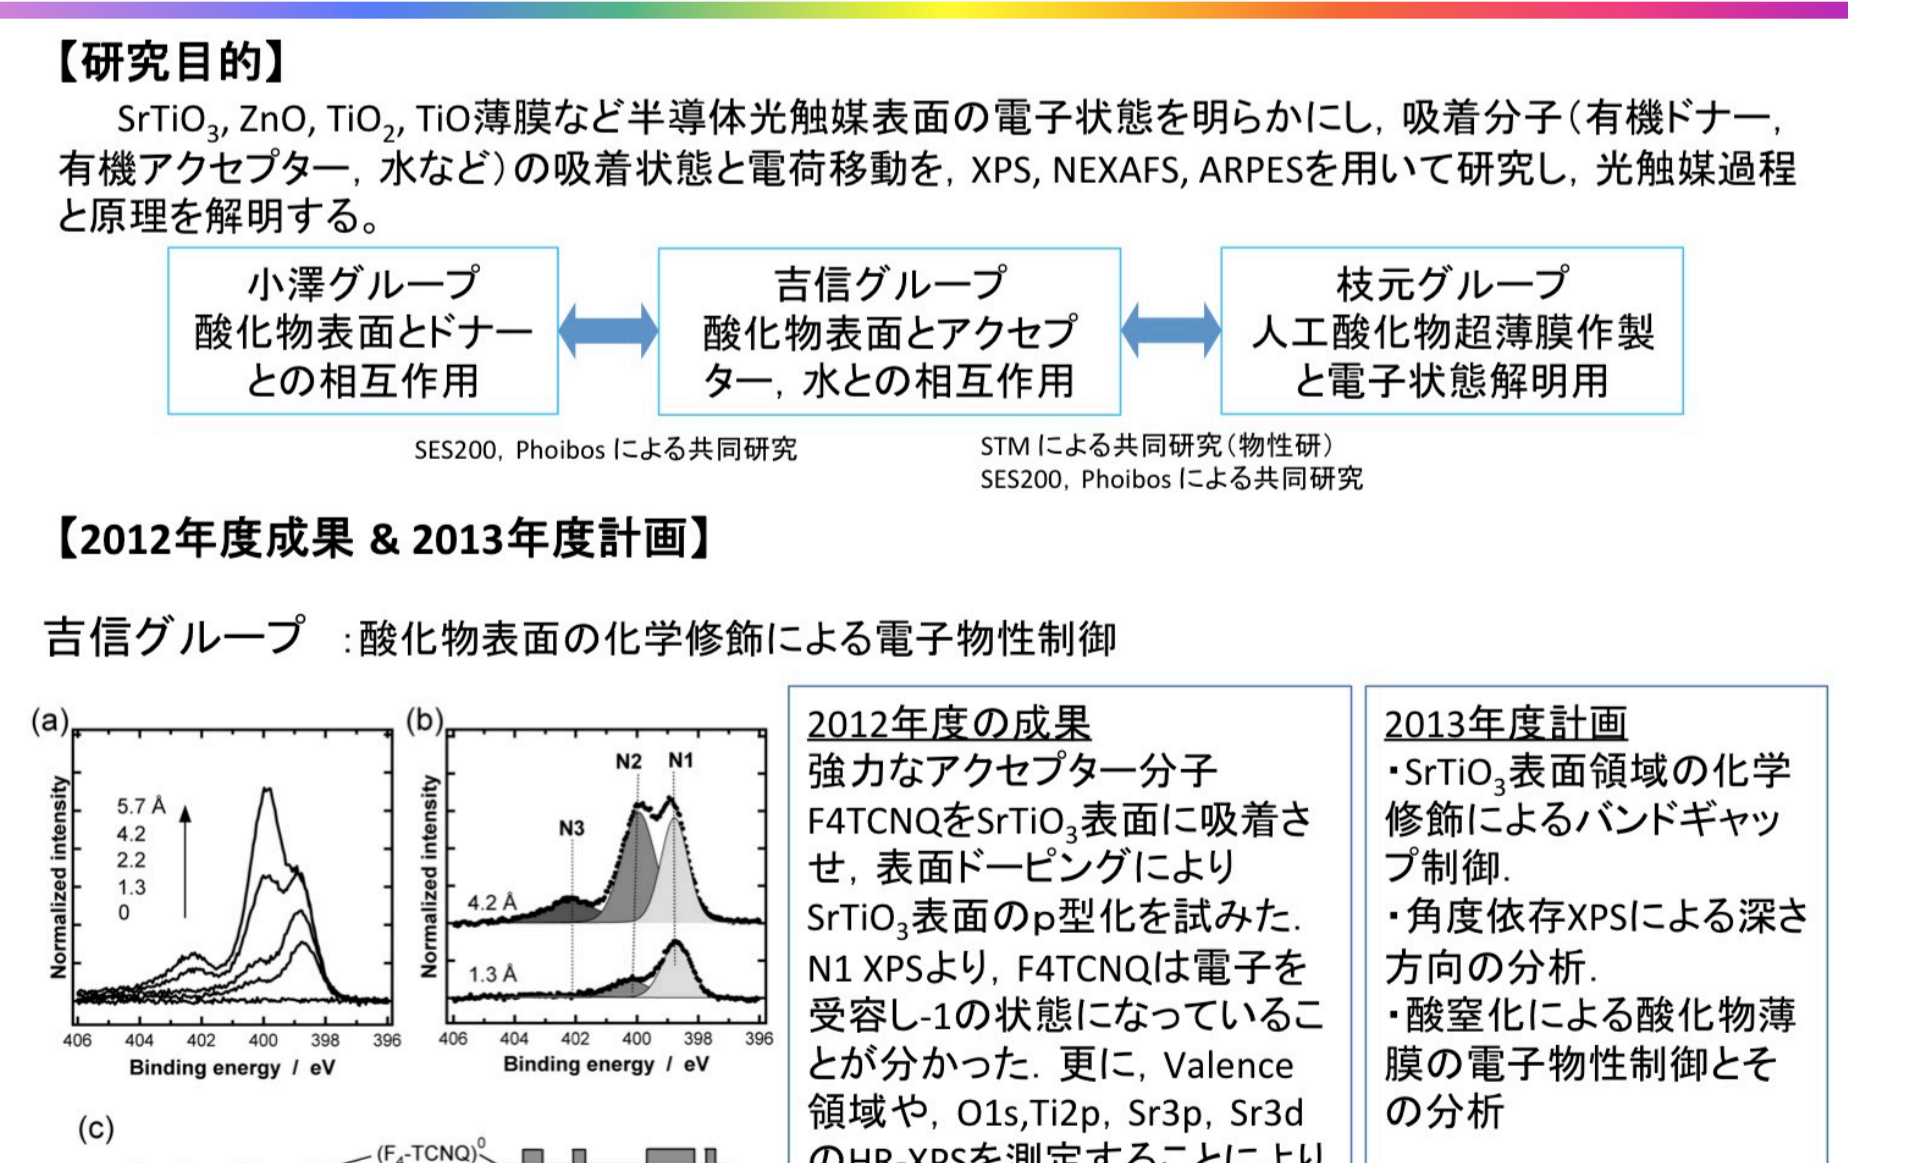 【研究目的】
SrTiO3, ZnO, TiO2, TiO薄膜など半導体光触媒表面の電子状態を明らかにし，吸着分子（有機ドナー，
有機アクセプター，水など）の吸着状態と電荷移動を，XPS, NEXAFS, ARPESを用いて研究し，光触媒過程
と原理を解明する。
小澤グループ
酸化物表面とドナー
との相互作用
吉信グループ
酸化物表面とアクセプ
ター，水との相互作用
枝元グループ
人工酸化物超薄膜作製
と電子状態解明用
SES200，Phoibos による共同研究
STM による共同研究（物性研）
SES200，Phoibos による共同研究
【2012年度成果 & 2013年度計画】
吉信グループ ：酸化物表面の化学修飾による電子物性制御
(a)
Normalized intensity
5.7 Å
4.2
2.2
1.3
0
406 404 402 400 398 396
Binding energy / eV
(b)
Normalized intensity
N2 N1
N3
4.2 Å
1.3 Å
406 404 402 400 398 396
Binding energy / eV
(c)
(F4-TCNQ)0
2012年度の成果
強力なアクセプター分子
F4TCNQをSrTiO3表面に吸着さ
せ，表面ドーピングにより
SrTiO3表面のp型化を試みた．
N1 XPSより，F4TCNQは電子を
受容し-1の状態になっているこ
とが分かった．更に，Valence
領域や，O1s,Ti2p，Sr3p，Sr3d
のHR-XPSを測定することにより
2013年度計画
・SrTiO3表面領域の化学
修飾によるバンドギャッ
プ制御．
・角度依存XPSによる深さ
方向の分析．
・酸窒化による酸化物薄
膜の電子物性制御とそ
の分析